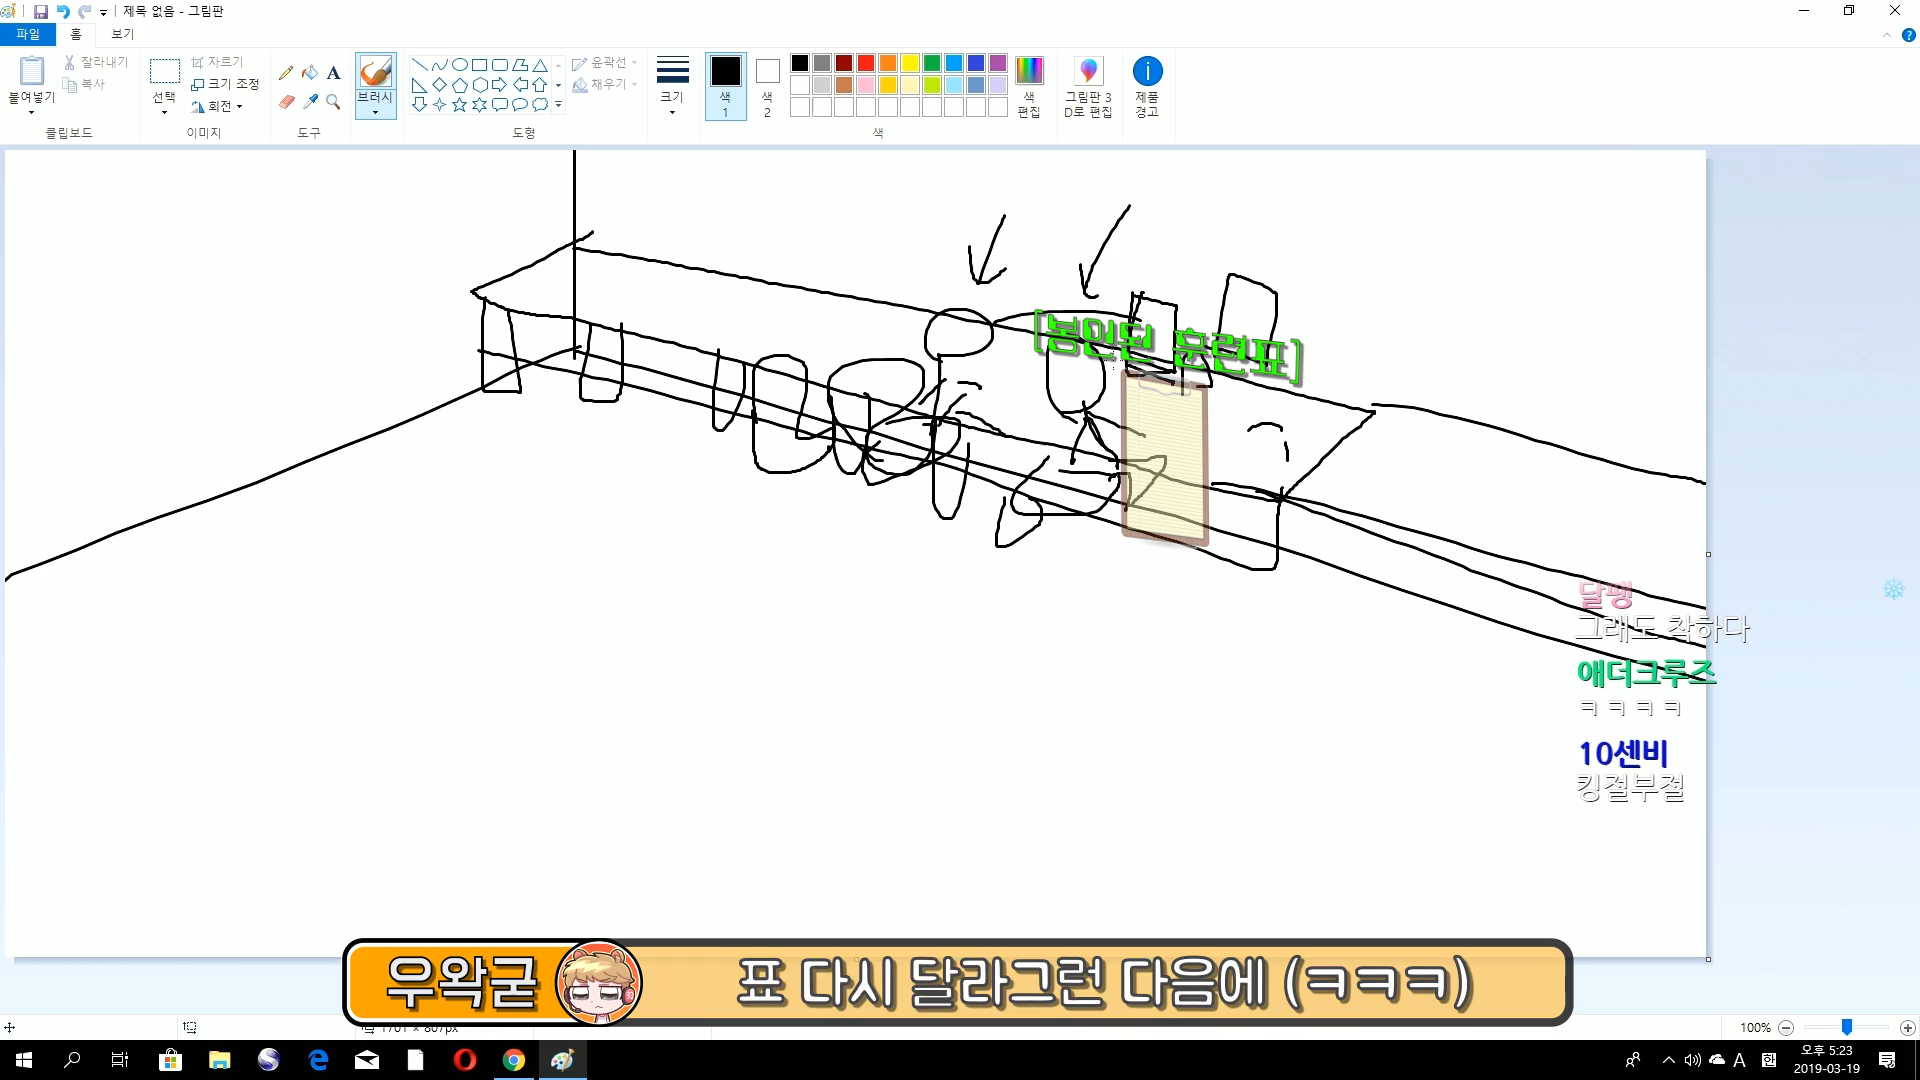 제목 없음 - 그림판
파일 홈 보기
붙여넣기
잘라내기
복사
클립보드
선택
자르기
크기 조정
회전
이미지
A
도구
브러시
윤곽선
채우기
도형
크기
색
1
색
2
색
편집
색
그림판 3
D로 편집
제품
경고
[봉인된 훈련표]
달팽
그래도 착하다
애더크루즈
ㅋㅋㅋㅋ
10센비
킹절부절
우왁굳
표 다시 달라그런 다음에 (ㅋㅋㅋ)
1701 × 807px
100%
A 한
오후 5:23
2019-03-19